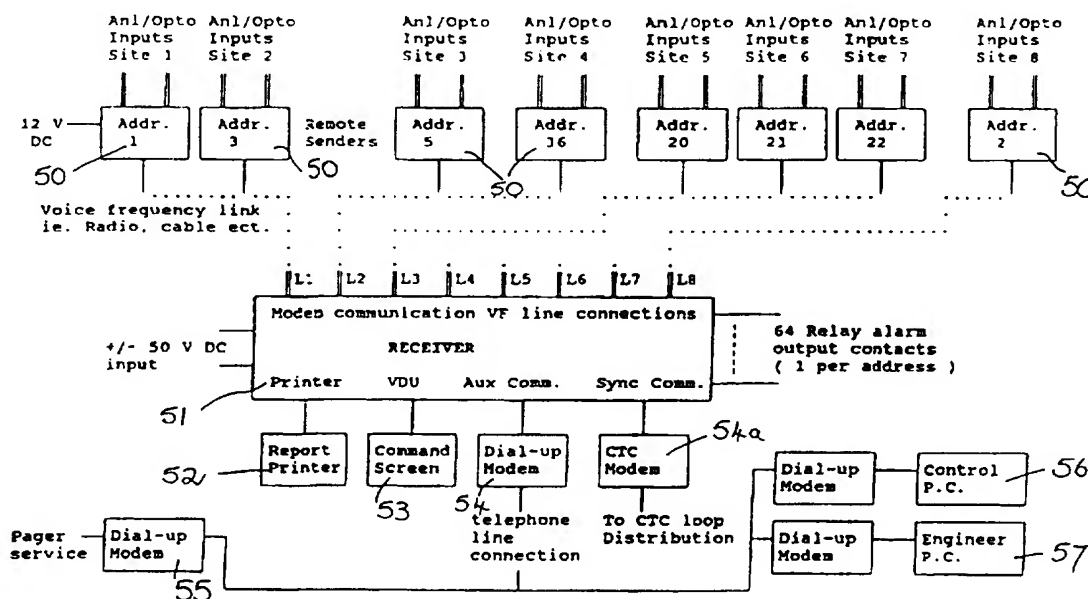 Anl/Opto Anl/Opto Anl/Opto Anl/Opto Anl/Opto Anl/Opto Anl/Opto Anl/Opto
Inputs Inputs Inputs Inputs Inputs Inputs Inputs Inputs
Site 1 Site 2 Site 3 Site 4 Site 5 Site 6 Site 7 Site 8
12 V DC
Addr. 1
Addr. 3
Remote Senders
Addr. 5
Addr. 36
Addr. 20
Addr. 21
Addr. 22
Addr. 2
50 50 50 50
Voice frequency link
ie. Radio, cable ect.
L1 L2 L3 L4 L5 L6 L7 L8
Modem communication VF line connections
+/- 50 V DC
input
RECEIVER
64 Relay alarm
output contacts
( 1 per address )
Printer VDU Aux Comm. Sync Comm.
51
Report
Printer
52
Command
Screen
53
Dial-up
Modem
54
CTC
Modem
54a
Dial-up
Modem
Control
P.C.
56
telephone
line
connection
To CTC loop
Distribution
Pager
service
Dial-up
Modem
55
Dial-up
Modem
Engineer
P.C.
57